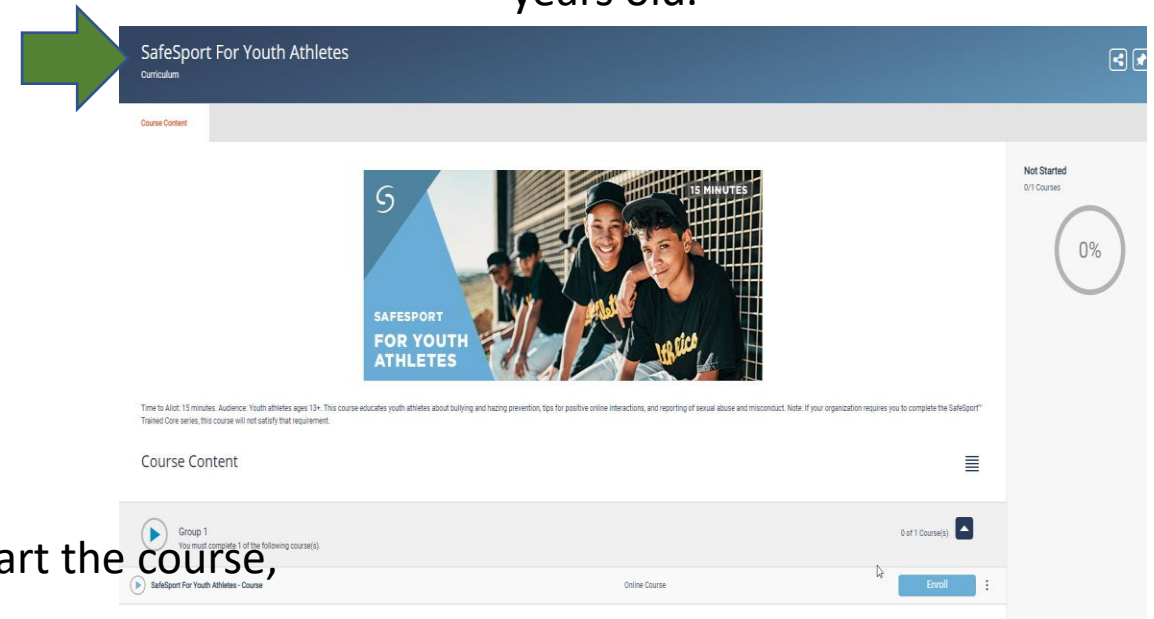 years old.
SafeSport For Youth Athletes
Curriculum
Course Content
15 MINUTES
SAFESPORT
FOR YOUTH
ATHLETES
Athletics
Not Started
0/1 Courses
0%
Time to Allot: 15 minutes. Audience: Youth athletes ages 13+. This course educates youth athletes about bullying and hazing prevention, tips for positive online interactions, and reporting of sexual abuse and misconduct. Note: If your organization requires you to complete the SafeSport™
Trained Core series, this course will not satisfy that requirement.
Course Content
Group 1
0 of 1 Course(s)
You must complete 1 of the following course(s).
art the course,
SafeSport For Youth Athletes - Course
Online Course
Enroll